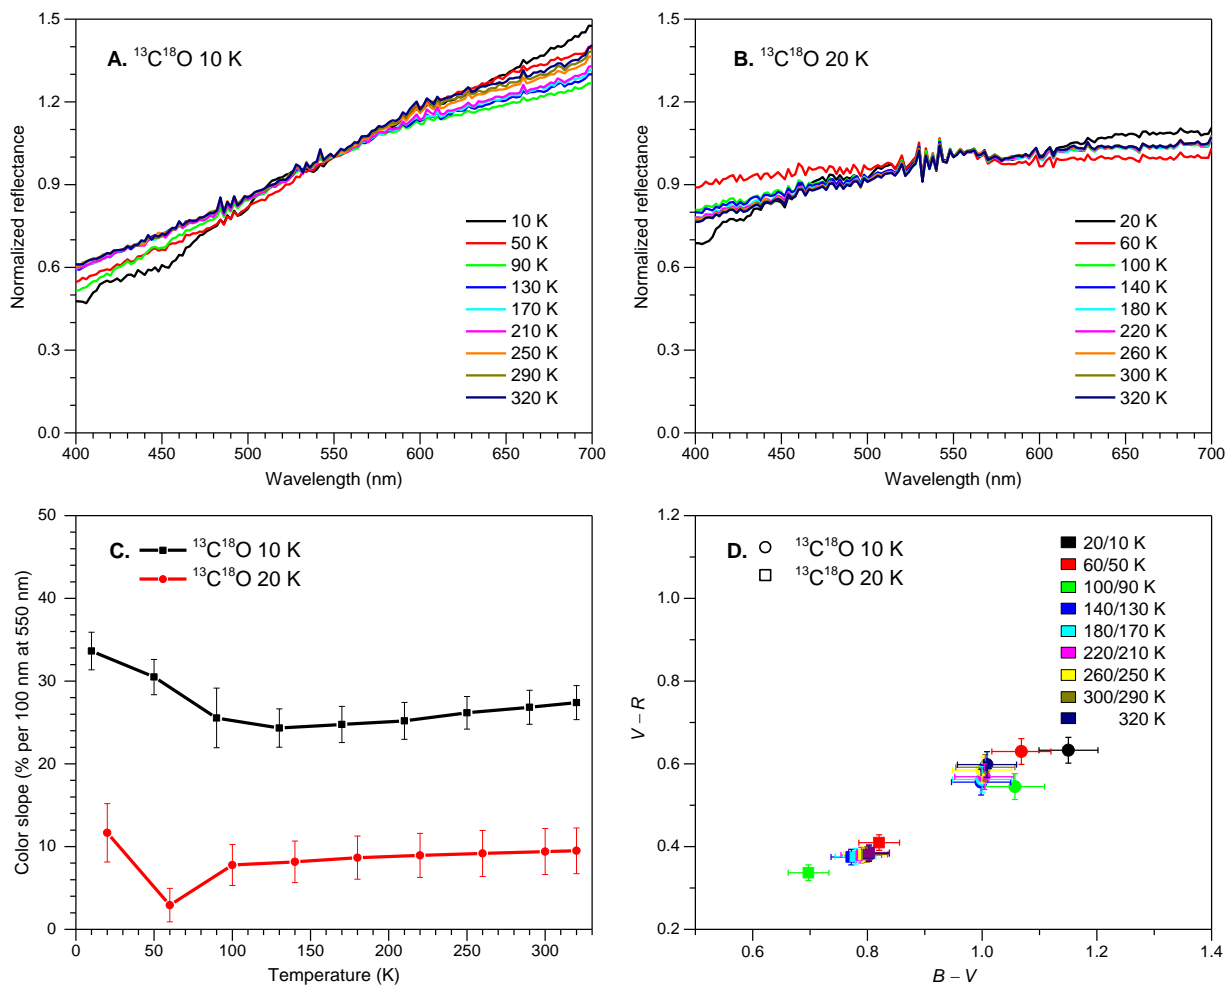 A. ¹³C¹⁸O 10 K
Normalized reflectance
1.5
1.2
0.9
0.6
0.3
0.0
10 K
50 K
90 K
130 K
170 K
210 K
250 K
290 K
320 K
400 450 500 550 600 650 700
Wavelength (nm)
B. ¹³C¹⁸O 20 K
Normalized reflectance
1.5
1.2
0.9
0.6
0.3
0.0
20 K
60 K
100 K
140 K
180 K
220 K
260 K
300 K
320 K
400 450 500 550 600 650 700
Wavelength (nm)
C.
¹³C¹⁸O 10 K
¹³C¹⁸O 20 K
Color slope (% per 100 nm at 550 nm)
50
40
30
20
10
0
0 50 100 150 200 250 300
Temperature (K)
D.
¹³C¹⁸O 10 K
¹³C¹⁸O 20 K
20/10 K
60/50 K
100/90 K
140/130 K
180/170 K
220/210 K
260/250 K
300/290 K
320 K
V – R
1.2
1.0
0.8
0.6
0.4
0.2
0.6 0.8 1.0 1.2 1.4
B – V